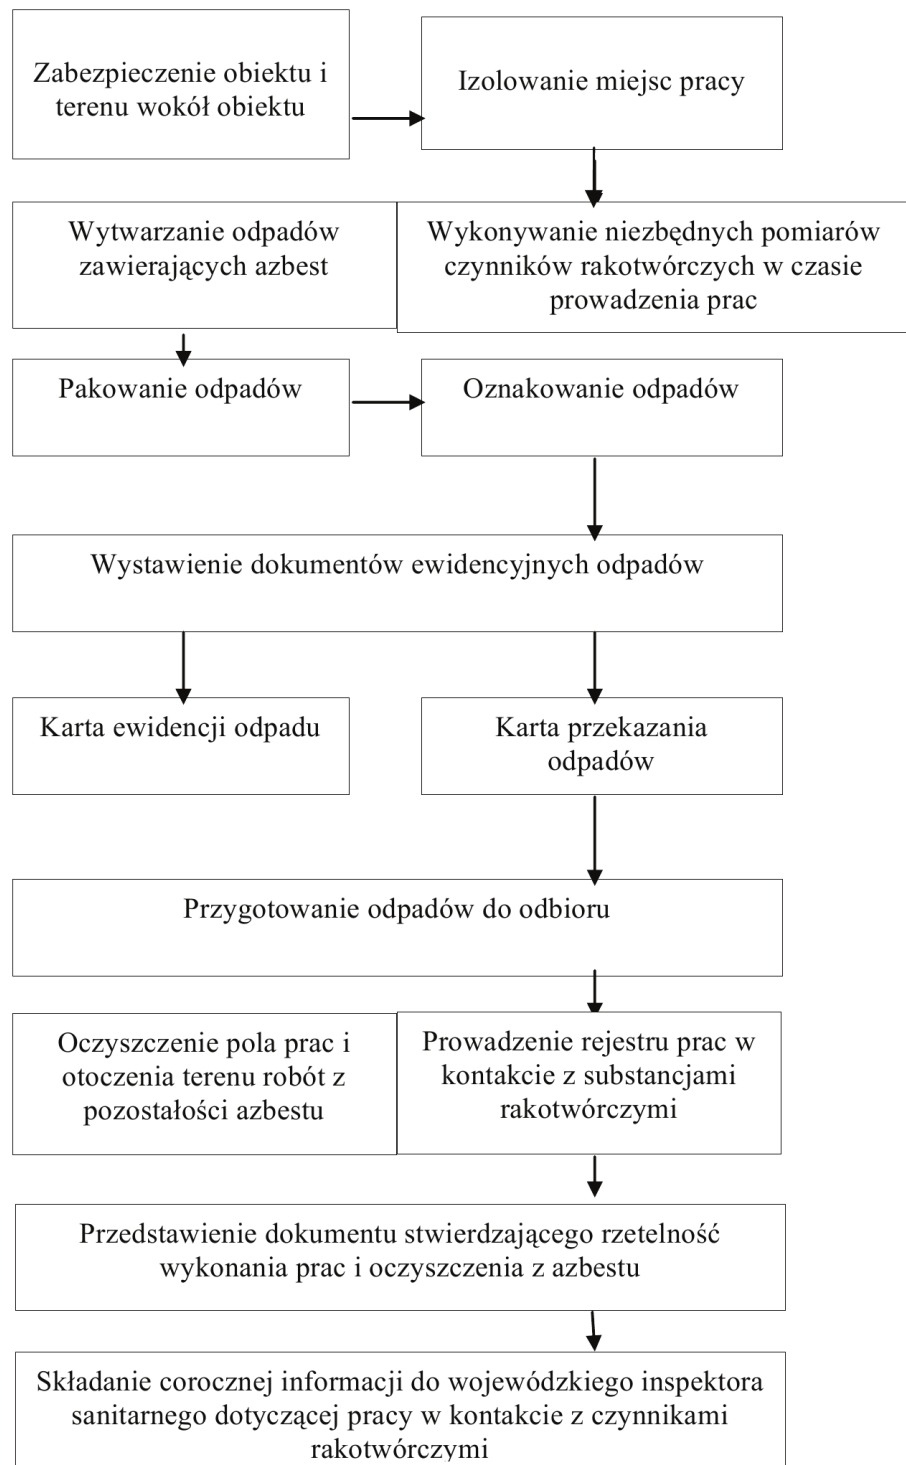 Zabezpieczenie obiektu i
terenu wokół obiektu
Izolowanie miejsc pracy
Wytwarzanie odpadów
zawierających azbest
Wykonywanie niezbędnych pomiarów
czynników rakotwórczych w czasie
prowadzenia prac
Pakowanie odpadów
Oznakowanie odpadów
Wystawienie dokumentów ewidencyjnych odpadów
Karta ewidencji odpadu
Karta przekazania
odpadów
Przygotowanie odpadów do odbioru
Oczyszczenie pola prac i
otoczenia terenu robót z
pozostałości azbestu
Prowadzenie rejestru prac w
kontakcie z substancjami
rakotwórczymi
Przedstawienie dokumentu stwierdzającego rzetelność
wykonania prac i oczyszczenia z azbestu
Składanie corocznej informacji do wojewódzkiego inspektora
sanitarnego dotyczącej pracy w kontakcie z czynnikami
rakotwórczymi